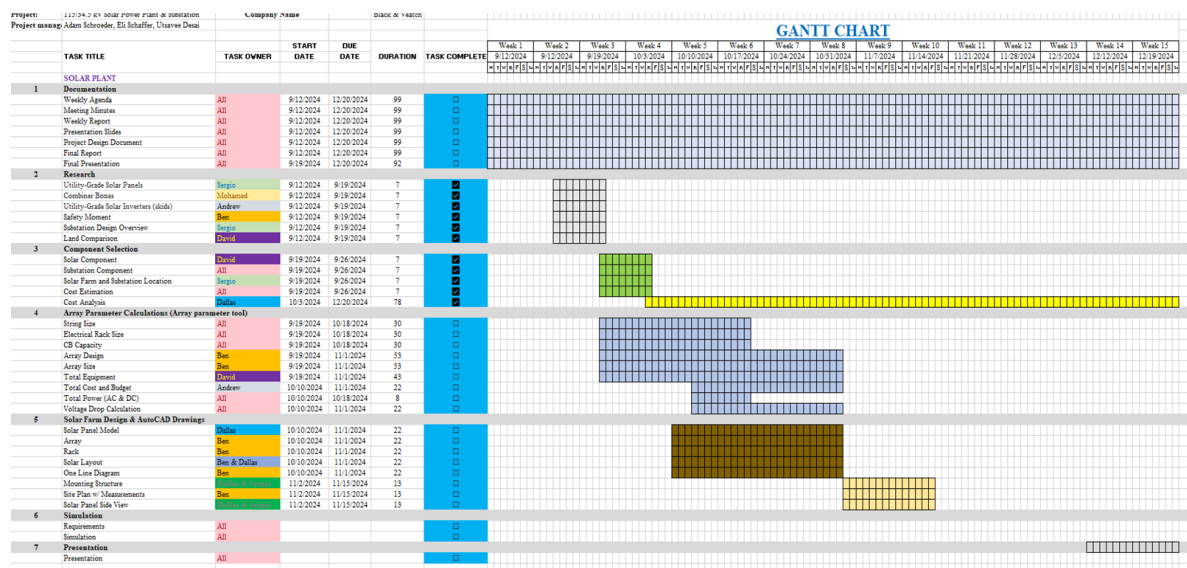 Project: 115/34.5 kV Solar Power Plant & Substation Company Name Black & Veatch
Project manag Adam Schroeder, Eli Schaffer, Utsavee Desai
GANTT CHART
TASK TITLE TASK OWNER START DATE DUE DATE DURATION TASK COMPLETE
Week 1 Week 2 Week 3 Week 4 Week 5 Week 6 Week 7 Week 8 Week 9 Week 10 Week 11 Week 12 Week 13 Week 14 Week 15
9/12/2024 9/12/2024 9/19/2024 10/3/2024 10/10/2024 10/17/2024 10/24/2024 10/31/2024 11/7/2024 11/14/2024 11/21/2024 11/28/2024 12/5/2024 12/12/2024 12/19/2024
SOLAR PLANT
1 Documentation
Weekly Agenda All 9/12/2024 12/20/2024 99
Meeting Minutes All 9/12/2024 12/20/2024 99
Weekly Report All 9/12/2024 12/20/2024 99
Presentation Slides All 9/12/2024 12/20/2024 99
Project Design Document All 9/12/2024 12/20/2024 99
Final Report All 9/12/2024 12/20/2024 99
Final Presentation All 9/19/2024 12/20/2024 92
2 Research
Utility-Grade Solar Panels Sergio 9/12/2024 9/19/2024 7
Combiner Boxes Mohamed 9/12/2024 9/19/2024 7
Utility-Grade Solar Inverters (skids) Andrew 9/12/2024 9/19/2024 7
Safety Moment Ben 9/12/2024 9/19/2024 7
Substation Design Overview Sergio 9/12/2024 9/19/2024 7
Land Comparison David 9/12/2024 9/19/2024 7
3 Component Selection
Solar Component David 9/19/2024 9/26/2024 7
Substation Component All 9/19/2024 9/26/2024 7
Solar Farm and Substation Location Sergio 9/19/2024 9/26/2024 7
Cost Estimation All 9/19/2024 9/26/2024 7
Cost Analysis Dallas 10/3/2024 12/20/2024 78
4 Array Parameter Calculations (Array parameter tool)
String Size All 9/19/2024 10/18/2024 30
Electrical Rack Size All 9/19/2024 10/18/2024 30
CB Capacity All 9/19/2024 10/18/2024 30
Array Design Ben 9/19/2024 11/1/2024 53
Array Size Ben 9/19/2024 11/1/2024 53
Total Equipment David 9/19/2024 11/1/2024 43
Total Cost and Budget Andrew 10/10/2024 11/1/2024 22
Total Power (AC & DC) All 10/10/2024 10/18/2024 8
Voltage Drop Calculation All 10/10/2024 11/1/2024 22
5 Solar Farm Design & AutoCAD Drawings
Solar Panel Model Dallas 10/10/2024 11/1/2024 22
Array Ben 10/10/2024 11/1/2024 22
Rack Ben 10/10/2024 11/1/2024 22
Solar Layout Ben & Dallas 10/10/2024 11/1/2024 22
One Line Diagram Ben 10/10/2024 11/1/2024 22
Mounting Structure 11/2/2024 11/15/2024 13
Site Plan w/ Measurements Ben 11/2/2024 11/15/2024 13
Solar Panel Side View 11/2/2024 11/15/2024 13
6 Simulation
Requirements All
Simulation All
7 Presentation
Presentation All